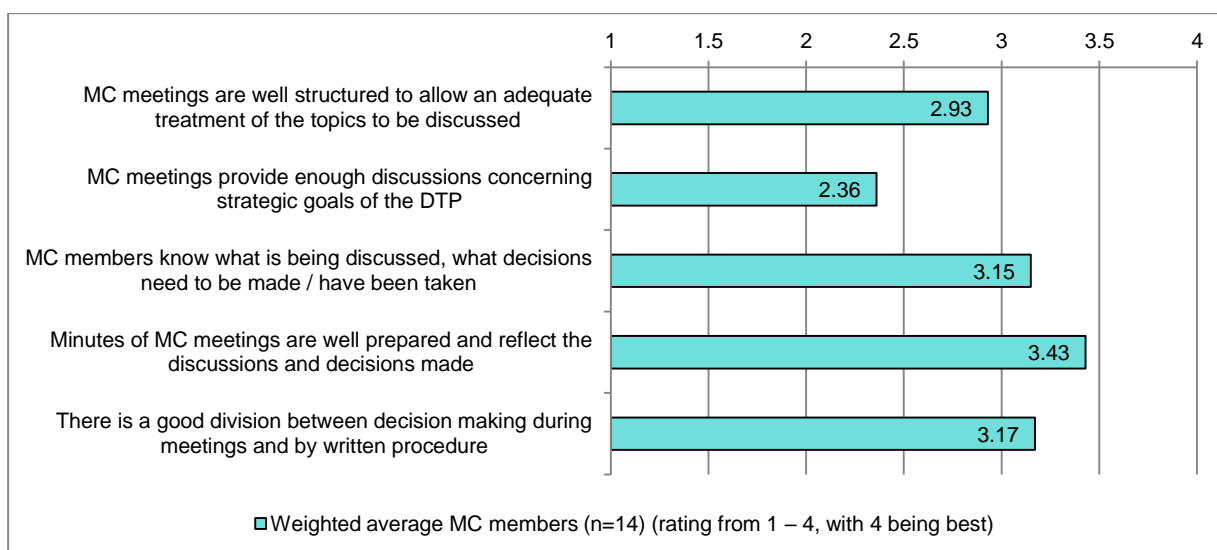 1 1.5 2 2.5 3 3.5 4
MC meetings are well structured to allow an adequate
treatment of the topics to be discussed
2.93
MC meetings provide enough discussions concerning
strategic goals of the DTP
2.36
MC members know what is being discussed, what decisions
need to be made / have been taken
3.15
Minutes of MC meetings are well prepared and reflect the
discussions and decisions made
3.43
There is a good division between decision making during
meetings and by written procedure
3.17
Weighted average MC members (n=14) (rating from 1 – 4, with 4 being best)